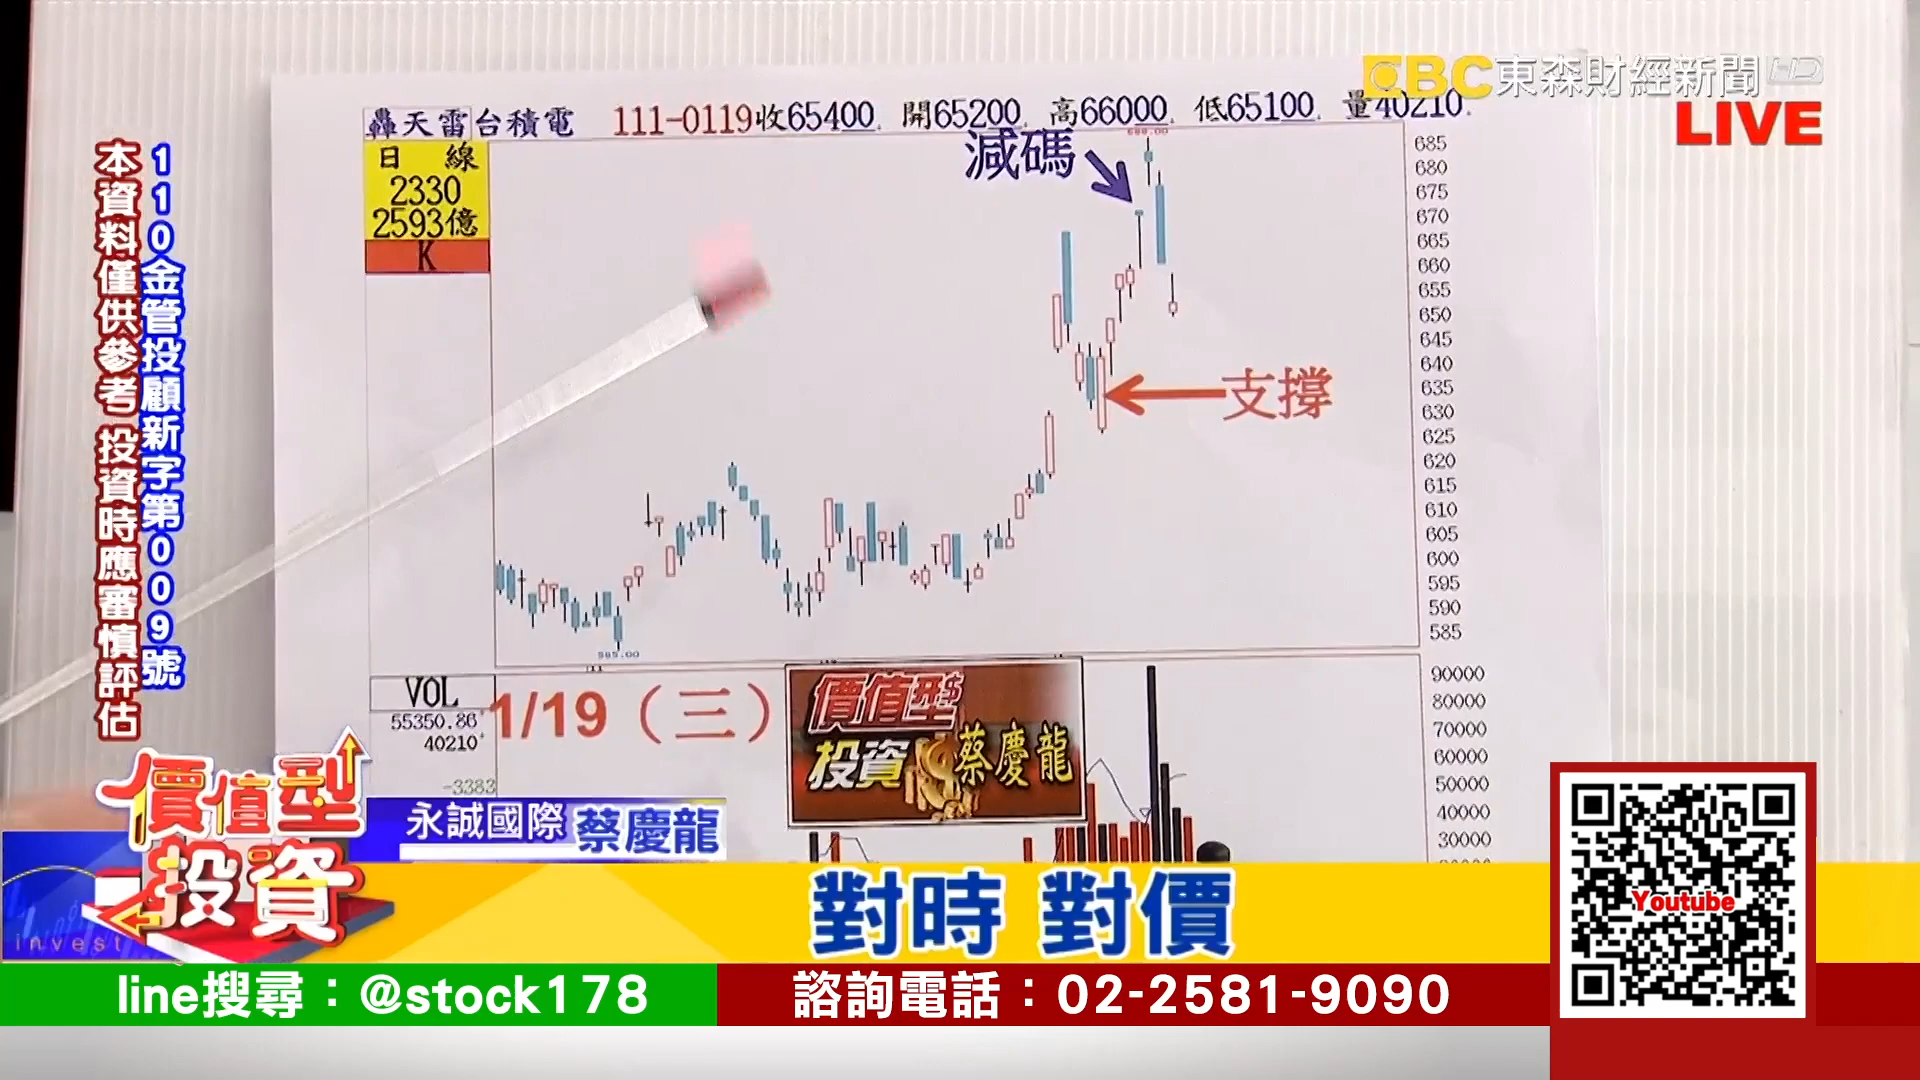 EBC東森財經新聞HD
LIVE
轟天雷台積電 111-0119收65400. 開65200. 高66000. 低65100. 量40210.
日 線
2330
2593億
K
減碼
688.00
支撐
585.00
685
680
675
670
665
660
655
650
645
640
635
630
625
620
615
610
605
600
595
590
585
11
VOL
55350.86
40210
-3383
1/19（三）
價值型
投資
蔡慶龍
90000
80000
70000
60000
50000
40000
30000
110金管投顧新字第009號
本資料僅供參考 投資時應審慎評估
價值型
投資
invest
永誠國際 蔡慶龍
對時 對價
line搜尋：@stock178
諮詢電話：02-2581-9090
Youtube